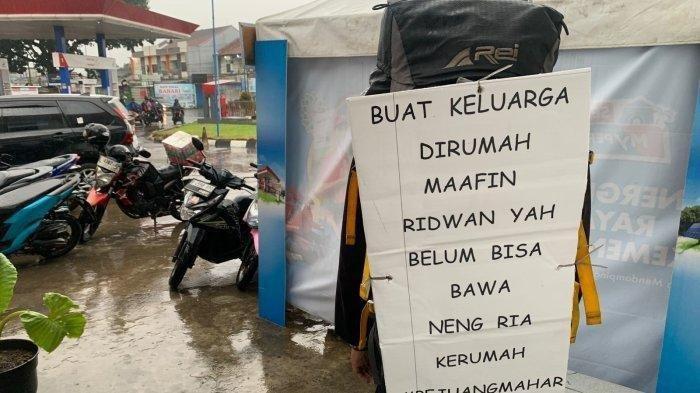 Rei
BUAT KELUARGA
DIRUMAH
MAAFIN
RIDWAN YAH
BELUM BISA
BAWA
NENG RIA
KERUMAH